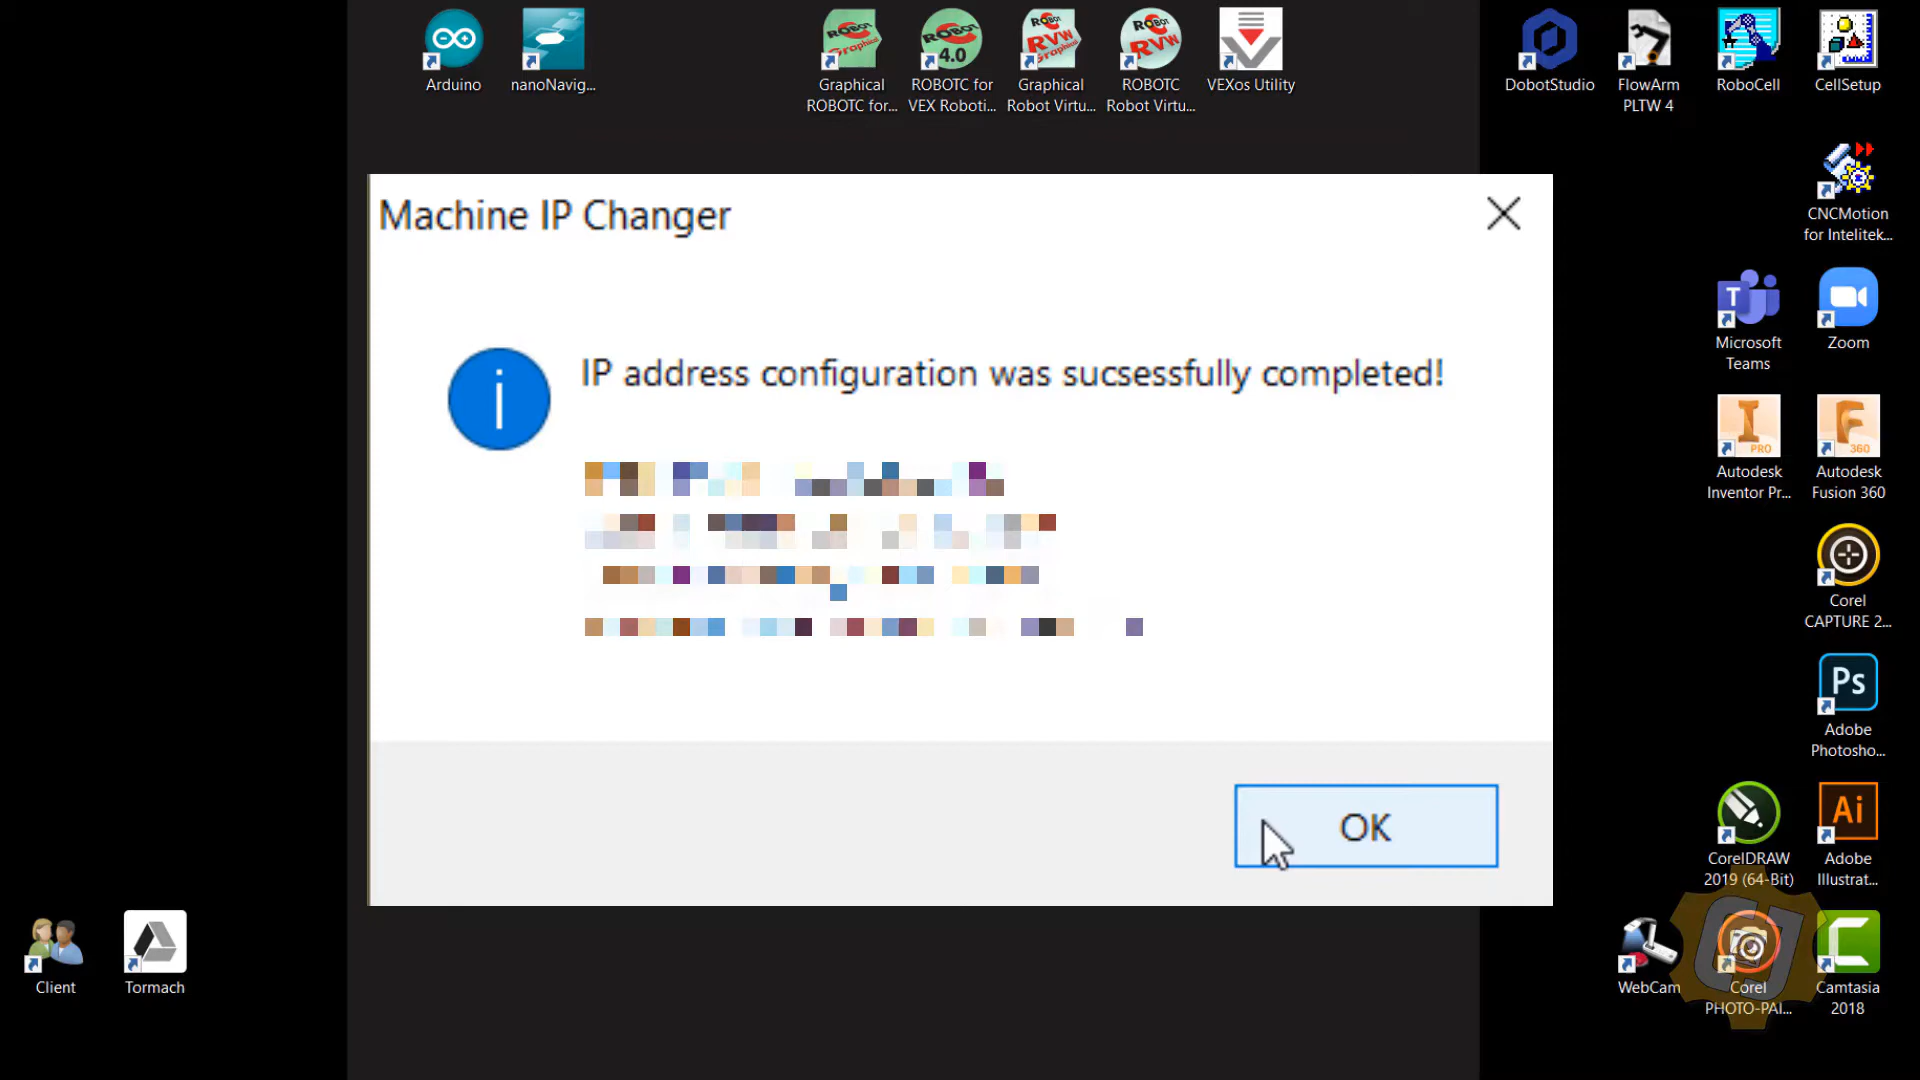 Arduino
nanoNavig...
Graphical
ROBOTC for...
ROBOTC for
VEX Roboti...
Graphical
Robot Virtu...
ROBOTC
Robot Virtu...
VEXos Utility
DobotStudio
FlowArm
PLTW 4
RoboCell
CellSetup
CNCMotion
for Intelitek...
Machine IP Changer
IP address configuration was sucsessfully completed!
OK
Microsoft
Teams
Zoom
Autodesk
Inventor Pr...
Autodesk
Fusion 360
Corel
CAPTURE 2...
Adobe
Photosho...
CorelDRAW
2019 (64-Bit)
Adobe
Illustrat...
Client
Tormach
WebCam
Corel
PHOTO-PAI...
Camtasia
2018